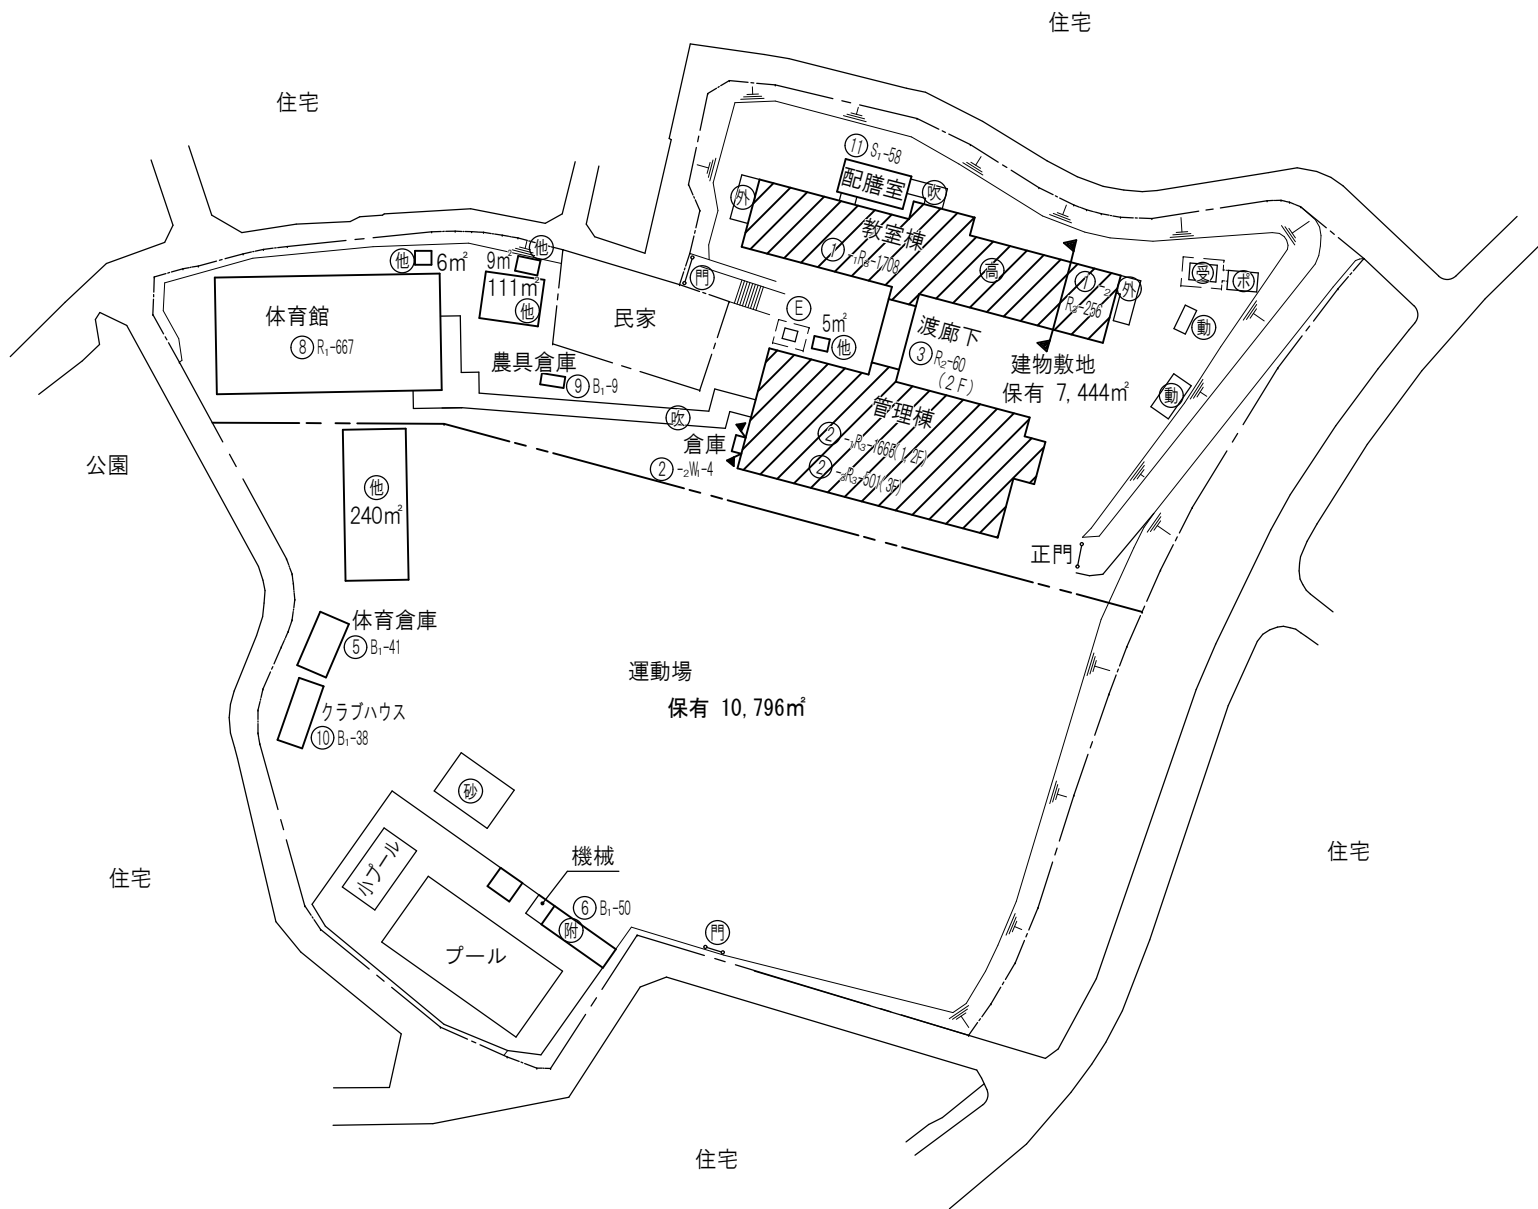 住宅
住宅
⑪ S₁-58
配膳室
吹
外
教室棟
① -₁R₃-1,708
高
① -₂
R₃-256
外
受
ポ
動
動
他 6㎡
9㎡ 他
111㎡
他
門
民家
E
5㎡
他
体育館
⑧ R₁-667
渡廊下
③ R₂-60
(2F)
建物敷地
保有 7,444㎡
農具倉庫
⑨ B₁-9
吹
管理棟
② -₁R₃-1666(1,2F)
② -₃R₃-501(3F)
倉庫
② -₂W₁-4
公園
他
240㎡
正門
体育倉庫
⑤ B₁-41
運動場
保有 10,796㎡
クラブハウス
⑩ B₁-38
砂
小プール
機械
⑥ B₁-50
附
プール
門
住宅
住宅
住宅